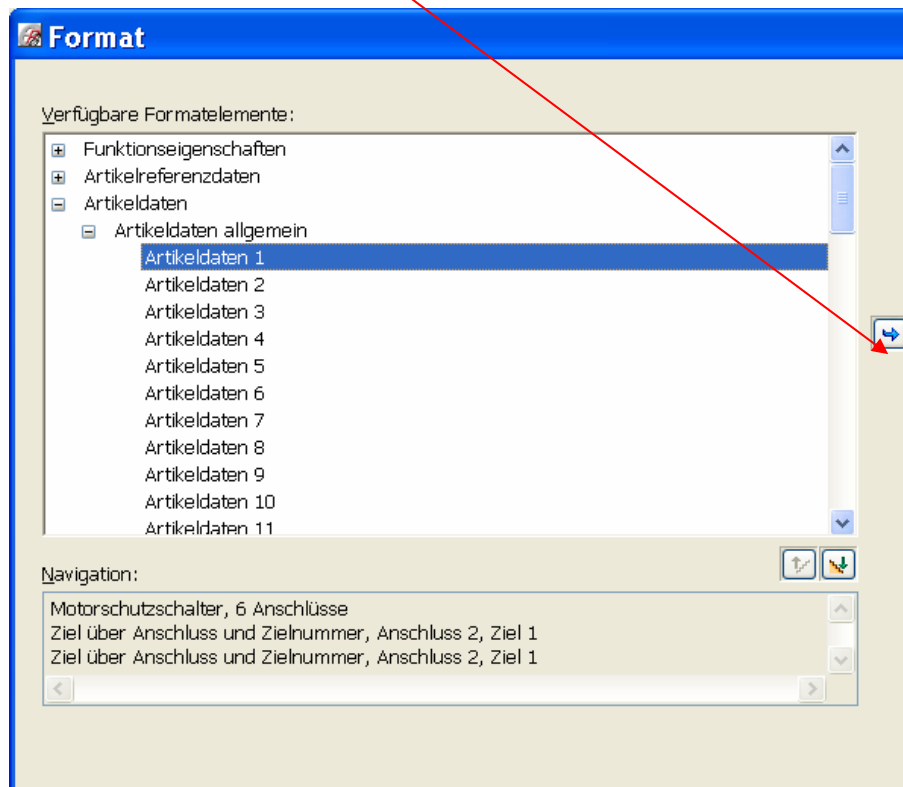 Format
Verfügbare Formatelemente:
Funktionseigenschaften
Artikelreferenzdaten
Artikeldaten
Artikeldaten allgemein
Artikeldaten 1
Artikeldaten 2
Artikeldaten 3
Artikeldaten 4
Artikeldaten 5
Artikeldaten 6
Artikeldaten 7
Artikeldaten 8
Artikeldaten 9
Artikeldaten 10
Artikeldaten 11
Navigation:
Motorschutzschalter, 6 Anschlüsse
Ziel über Anschluss und Zielnummer, Anschluss 2, Ziel 1
Ziel über Anschluss und Zielnummer, Anschluss 2, Ziel 1